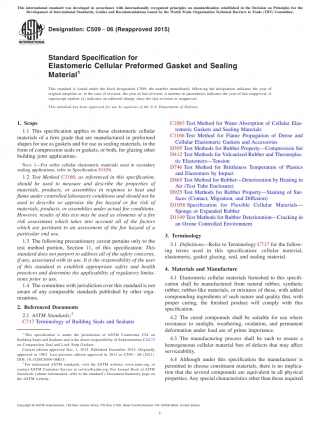 This international standard was developed in accordance with internationally recognized principles on standardization established in the Decision on Principles for the
Development of International Standards, Guides and Recommendations issued by the World Trade Organization Technical Barriers to Trade (TBT) Committee.
Designation: C509 − 06 (Reapproved 2015)
Standard Specification for
Elastomeric Cellular Preformed Gasket and Sealing
Material1
This standard is issued under the fixed designation C509; the number immediately following the designation indicates the year of
original adoption or, in the case of revision, the year of last revision. A number in parentheses indicates the year of last reapproval. A
superscript epsilon (ε) indicates an editorial change since the last revision or reapproval.
This standard has been approved for use by agencies of the U.S. Department of Defense.
1. Scope
1.1 This specification applies to those elastomeric cellular
materials of a firm grade that are manufactured in preformed
shapes for use as gaskets and for use as sealing materials, in the
form of compression seals or gaskets, or both, for glazing other
building joint applications.
NOTE 1—For softer cellular elastomeric materials used in secondary
sealing applications, refer to Specification D1056.
1.2 Test Method C1166, as referenced in this specification,
should be used to measure and describe the properties of
materials, products, or assemblies in response to heat and
flame under controlled laboratory conditions and should not be
used to describe or appraise the fire hazard or fire risk of
materials, products, or assemblies under actual fire conditions.
However, results of this test may be used as elements of a fire
risk assessment which takes into account all of the factors
which are pertinent to an assessment of the fire hazard of a
particular end use.
1.3 The following precautionary caveat pertains only to the
test method portion, Section 11, of this specification: This
standard does not purport to address all of the safety concerns,
if any, associated with its use. It is the responsibility of the user
of this standard to establish appropriate safety and health
practices and determine the applicability of regulatory limita-
tions prior to use.
1.4 The committee with jurisdiction over this standard is not
aware of any comparable standards published by other orga-
nizations.
2. Referenced Documents
2.1 ASTM Standards:2
C717 Terminology of Building Seals and Sealants
1 This specification is under the jurisdiction of ASTM Committee C24 on
Building Seals and Sealants and is the direct responsibility of Subcommittee C24.73
on Compression Seal and Lock Strip Gaskets.
Current edition approved Dec. 1, 2015. Published December 2015. Originally
approved in 1963. Last previous edition approved in 2011 as C509 – 06 (2011).
DOI: 10.1520/C0509-06R15.
2 For referenced ASTM standards, visit the ASTM website, www.astm.org, or
contact ASTM Customer Service at service@astm.org. For Annual Book of ASTM
Standards volume information, refer to the standard's Document Summary page on
the ASTM website.
C1083 Test Method for Water Absorption of Cellular Elas-
tomeric Gaskets and Sealing Materials
C1166 Test Method for Flame Propagation of Dense and
Cellular Elastomeric Gaskets and Accessories
D395 Test Methods for Rubber Property—Compression Set
D412 Test Methods for Vulcanized Rubber and Thermoplas-
tic Elastomers—Tension
D746 Test Method for Brittleness Temperature of Plastics
and Elastomers by Impact
D865 Test Method for Rubber—Deterioration by Heating in
Air (Test Tube Enclosure)
D925 Test Methods for Rubber Property—Staining of Sur-
faces (Contact, Migration, and Diffusion)
D1056 Specification for Flexible Cellular Materials—
Sponge or Expanded Rubber
D1149 Test Methods for Rubber Deterioration—Cracking in
an Ozone Controlled Environment
3. Terminology
3.1 Definitions—Refer to Terminology C717 for the follow-
ing terms used in this specification: cellular material,
elastomeric, gasket glazing, seal, and sealing material.
4. Materials and Manufacture
4.1 Elastomeric cellular materials furnished to this specifi-
cation shall be manufactured from natural rubber, synthetic
rubber, rubber-like materials, or mixtures of these, with added
compounding ingredients of such nature and quality that, with
proper curing, the finished product will comply with this
specification.
4.2 The cured compounds shall be suitable for use where
resistance to sunlight, weathering, oxidation, and permanent
deformation under load are of prime importance.
4.3 The manufacturing process shall be such to ensure a
homogeneous cellular material free of defects that may affect
serviceability.
4.4 Although under this specification the manufacturer is
permitted to choose constituent materials, there is no implica-
tion that the several compounds are equivalent in all physical
properties. Any special characteristics other than those required
Copyright © ASTM International, 100 Barr Harbor Drive, PO Box C700, West Conshohocken, PA 19428-2959. United States
1